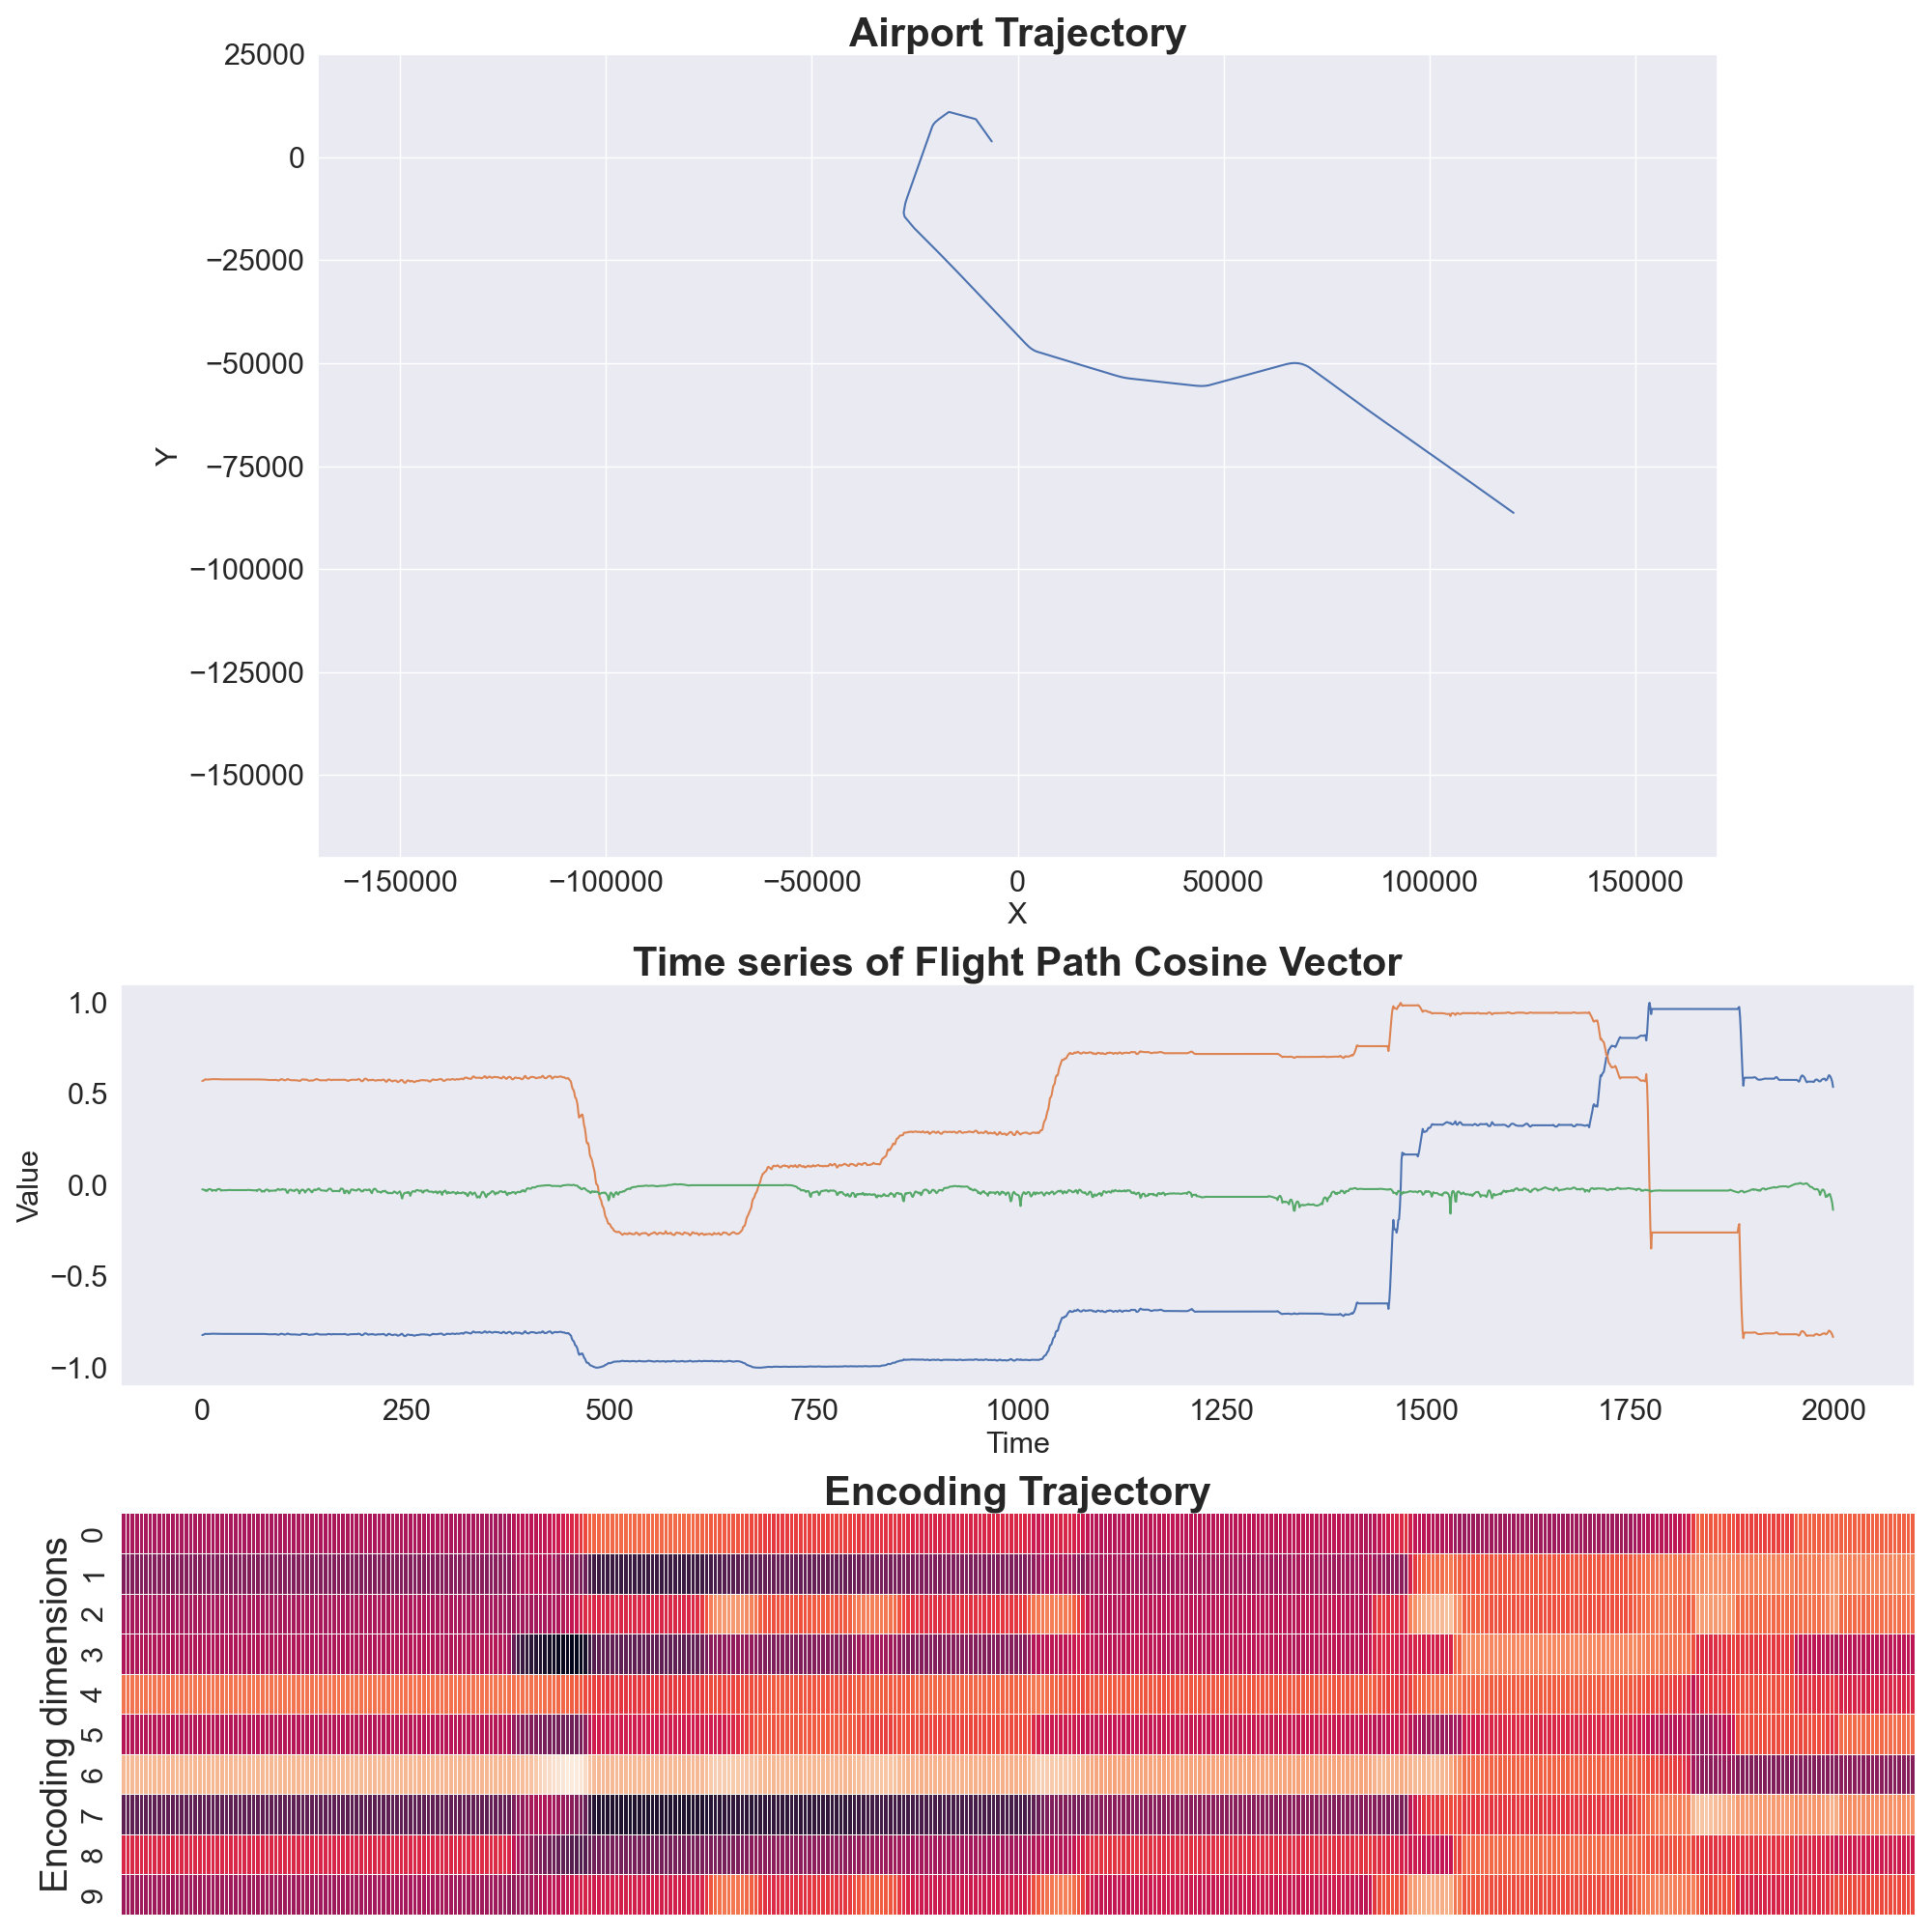 Airport Trajectory
25000
0
−25000
−50000
−75000
−100000
−125000
−150000
Y
−150000 −100000 −50000 0 50000 100000 150000
X
Time series of Flight Path Cosine Vector
1.0
0.5
0.0
−0.5
−1.0
Value
0 250 500 750 1000 1250 1500 1750 2000
Time
Encoding Trajectory
Encoding dimensions
0
1
2
3
4
5
6
7
8
9